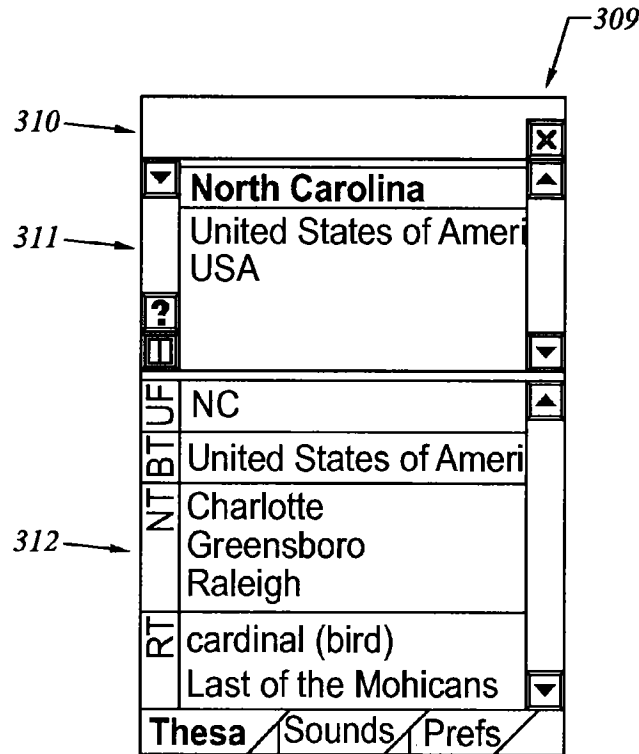 309
310
X
North Carolina
311
United States of Ameri
USA
?
UF NC
BT United States of Ameri
NT Charlotte
Greensboro
312
Raleigh
RT cardinal (bird)
Last of the Mohicans
Thesa Sounds Prefs